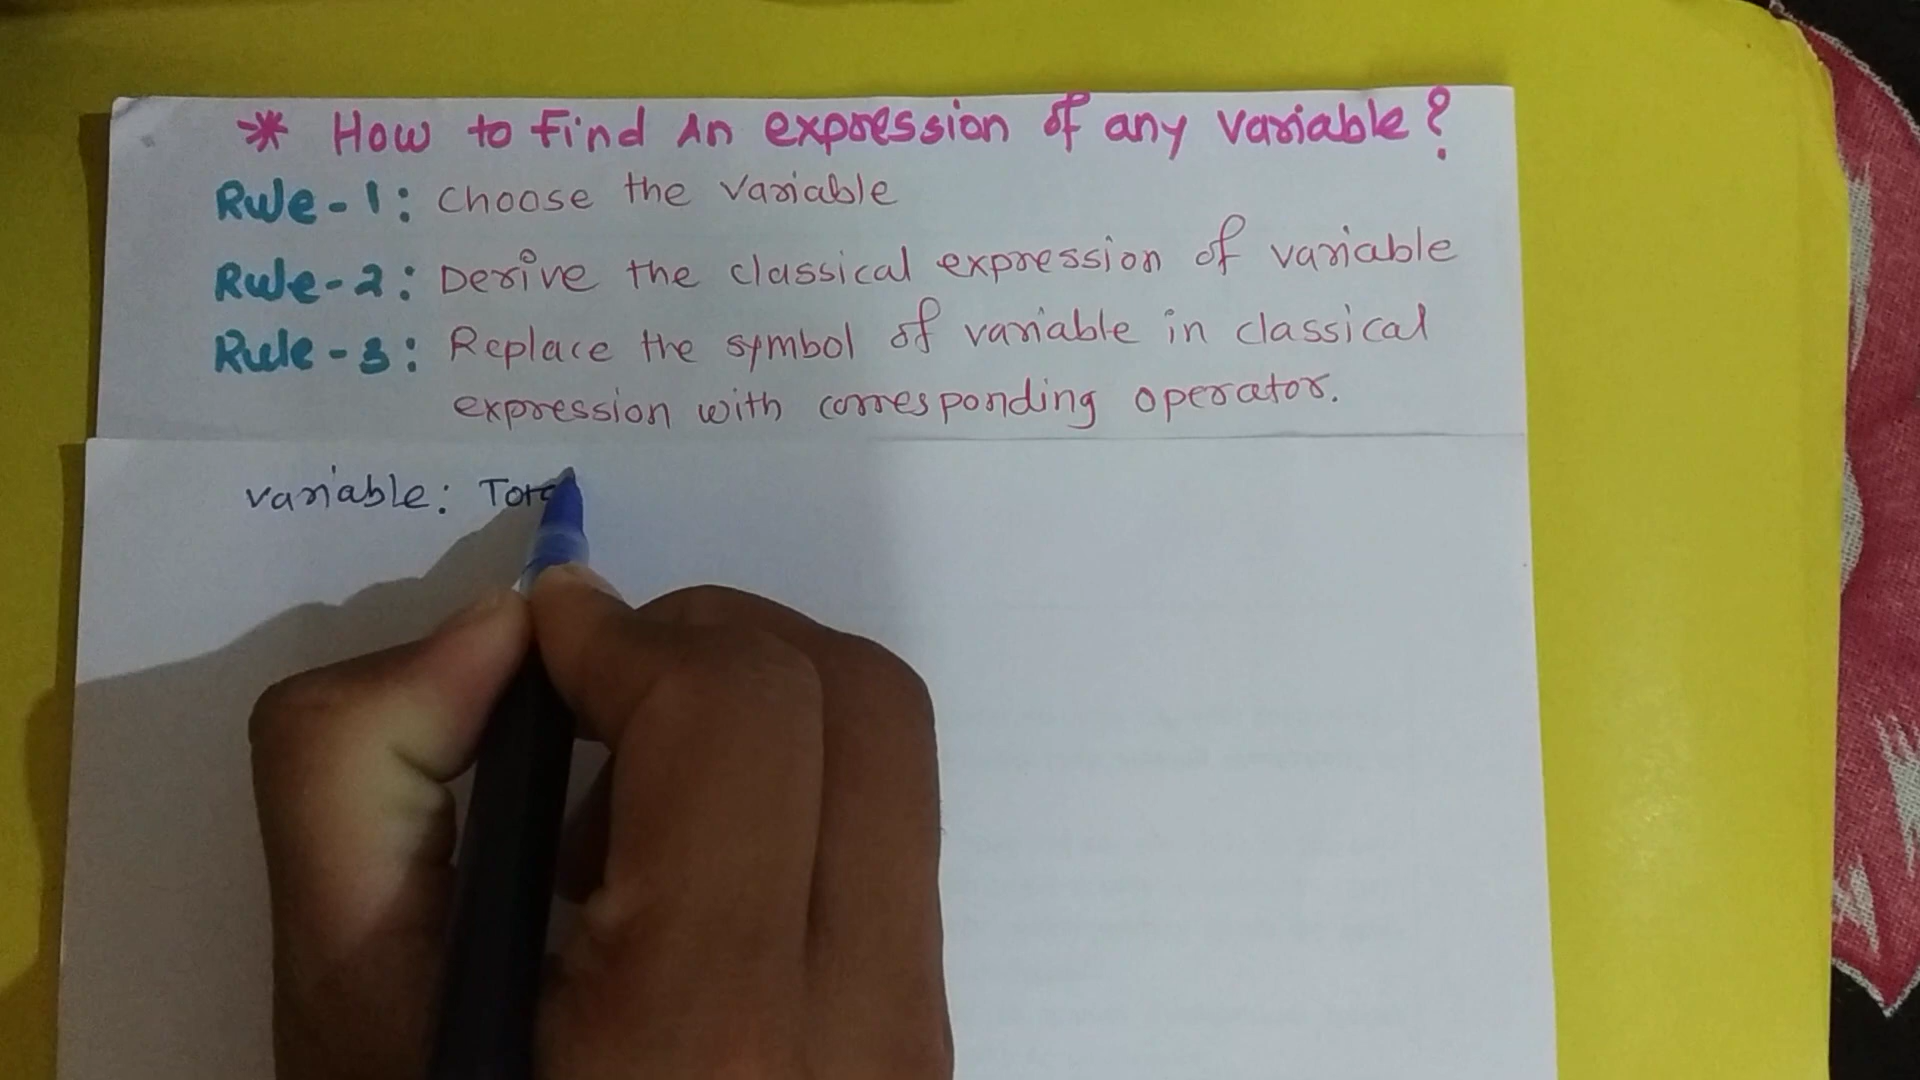 * How to Find An expression of any variable?
Rule-1: Choose the Variable
Rule-2: Derive the classical expression of variable
Rule-3: Replace the symbol of variable in classical
expression with corresponding operator.
variable: